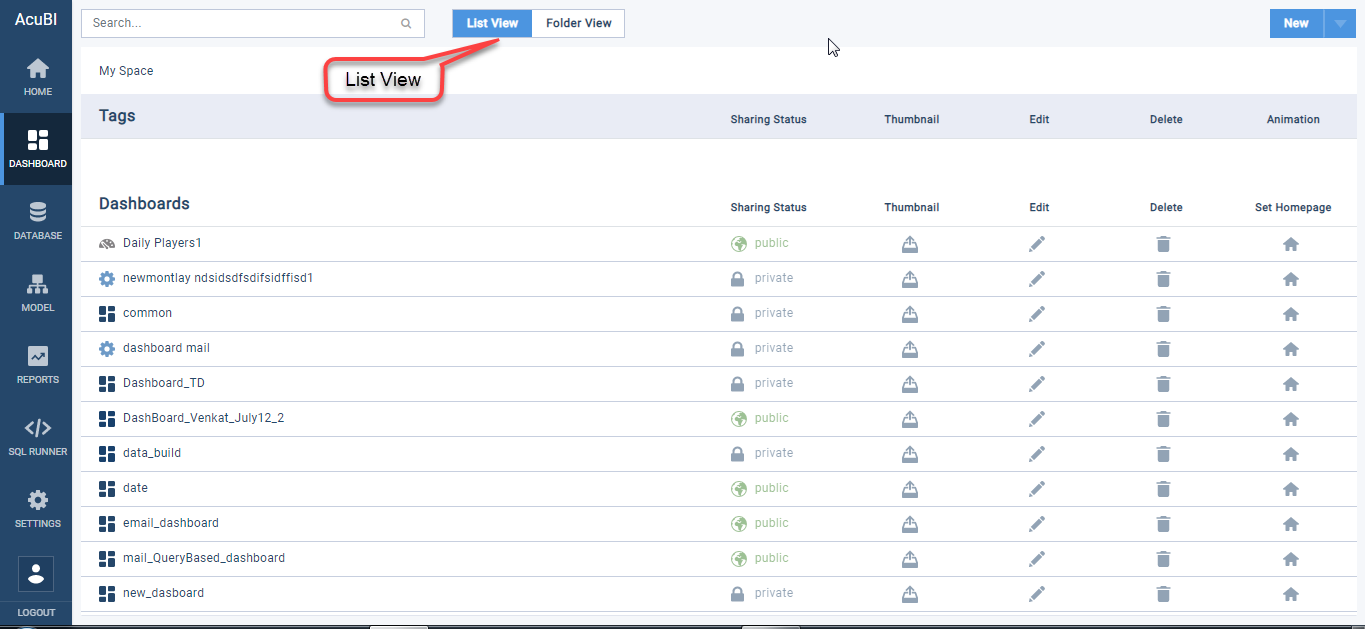 AcuBI
Search...
List View
Folder View
New
HOME
DASHBOARD
DATABASE
MODEL
REPORTS
SQL RUNNER
SETTINGS
LOGOUT
My Space
List View
Tags Sharing Status Thumbnail Edit Delete Animation
Dashboards Sharing Status Thumbnail Edit Delete Set Homepage
Daily Players1 public
newmontlay ndsidsdfsdifsidffisd1 private
common private
dashboard mail private
Dashboard_TD private
DashBoard_Venkat_July12_2 public
data_build private
date public
email_dashboard public
mail_QueryBased_dashboard public
new_dasboard private